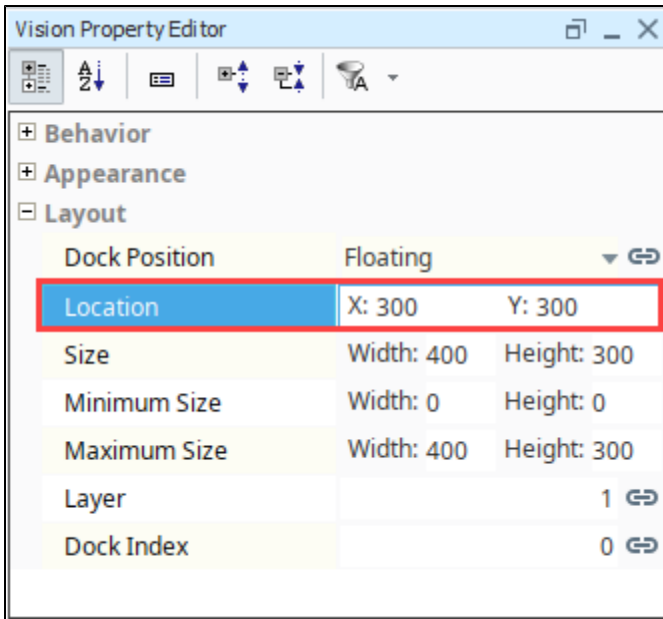 Vision Property Editor
Behavior
Appearance
Layout
Dock Position Floating
Location X: 300 Y: 300
Size Width: 400 Height: 300
Minimum Size Width: 0 Height: 0
Maximum Size Width: 400 Height: 300
Layer 1
Dock Index 0